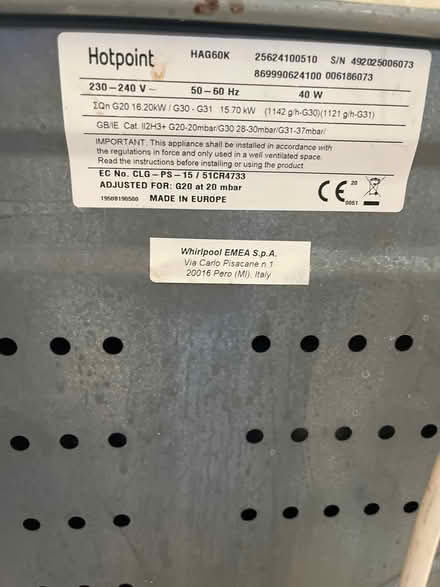 Hotpoint HAG60K 25624100510 S/N 492025006073
869990624100 006186073
230-240 V ~ 50-60 Hz 40 W
ΣQn G20 16.20kW / G30 - G31 15.70 kW (1142 g/h-G30)(1121 g/h-G31)
GB/IE Cat. II2H3+ G20-20mbar/G30 28-30mbar/G31-37mbar/
IMPORTANT. This appliance shall be installed in accordance with
the regulations in force and only used in a well ventilated space.
Read the instructions before installing or using the product
EC No. CLG-PS-15 / 51CR4733
ADJUSTED FOR: G20 at 20 mbar
19508190500 MADE IN EUROPE
CE 20
0051
Whirlpool EMEA S.p.A.
Via Carlo Pisacane n.1
20016 Pero (MI), Italy